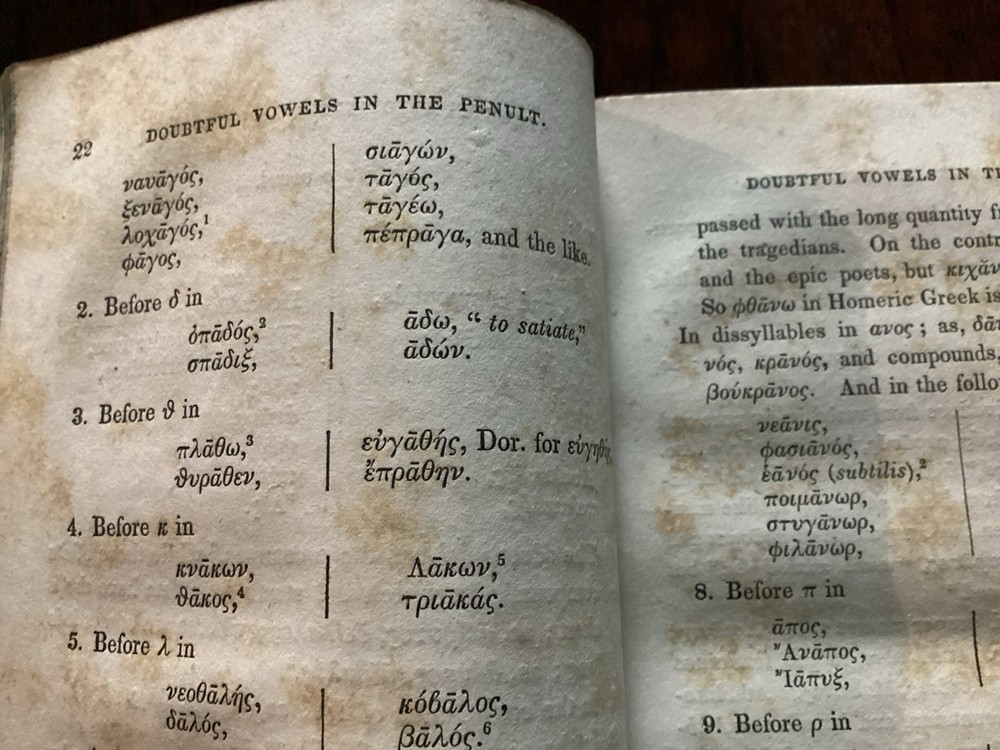 22 DOUBTFUL VOWELS IN THE PENULT.
ναυᾱγός,
ξενᾱγός,
λοχᾱγός,¹
φᾱγος,
σιᾱγών,
τᾱγός,
τᾱγέω,
πέπρᾱγα, and the like.
2. Before δ in
ὀπᾱδός,²
σπᾱδιξ,
ᾱδω, “ to satiate,”
ᾱδών.
3. Before ϑ in
πλᾱθω,³
ϑυρᾱθεν,
εὐγᾱθής, Dor. for εὐγηθής,
ἔπρᾱθην.
4. Before κ in
κνᾱκων,
ϑᾱκος,⁴
Λᾱκων,⁵
τριᾱκάς.
5. Before λ in
νεοθᾱλής,
δᾱλός,
κόβᾱλος,
βᾱλός.⁶
DOUBTFUL VOWELS IN
passed with the long quantity
the tragedians. On the
and the epic poets, but
So φθᾱνω in Homeric Greek is
In dissyllables in ανος ; as,
νός, κρᾱνός, and compounds,
βούκρᾱνος. And in the
νεᾱνις,
φασιᾱνός,
ἑᾱνός (subtilis),²
ποιμᾱνωρ,
στυγᾱνωρ,
φιλᾱνωρ,
8. Before π in
ᾱπος,
Ἄνᾱπος,
Ἴᾱπυξ,
9. Before ρ in